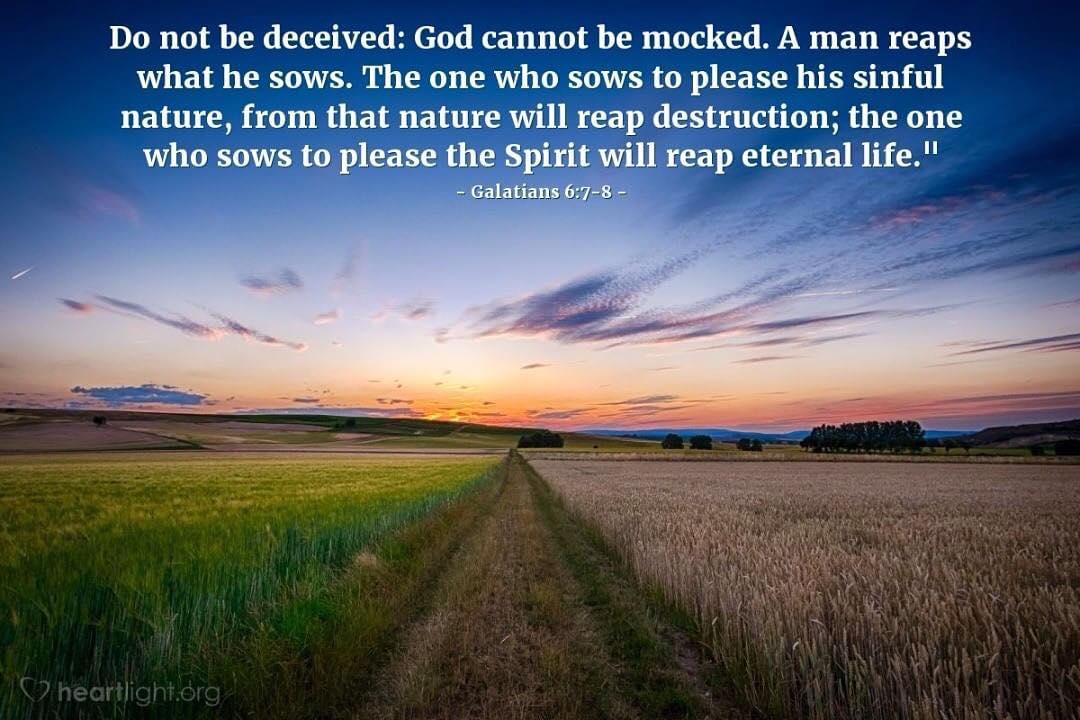 Do not be deceived: God cannot be mocked. A man reaps
what he sows. The one who sows to please his sinful
nature, from that nature will reap destruction; the one
who sows to please the Spirit will reap eternal life."
- Galatians 6:7-8 -
heartlight.org